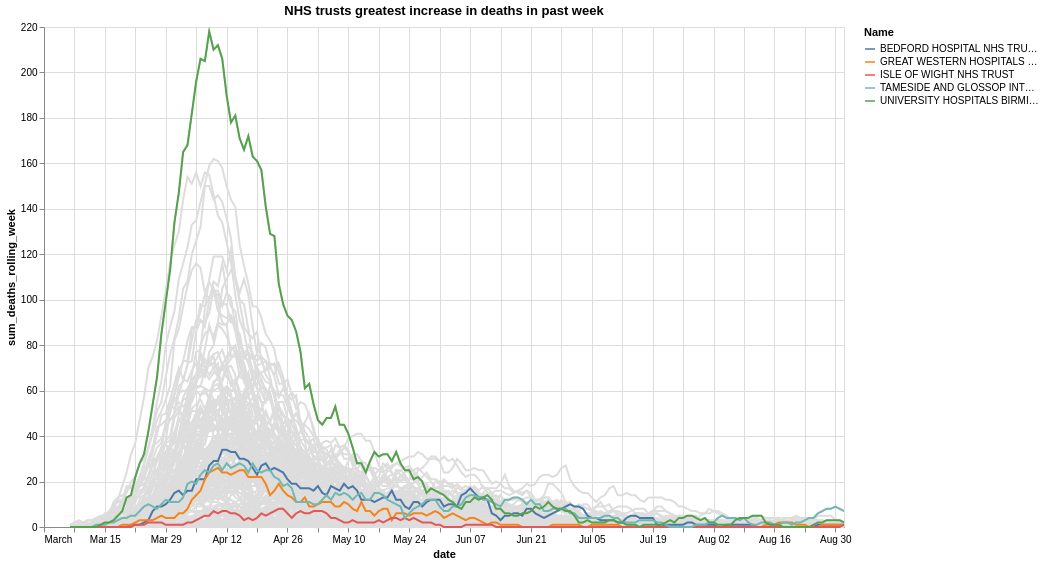 NHS trusts greatest increase in deaths in past week
Name
BEDFORD HOSPITAL NHS TRU…
GREAT WESTERN HOSPITALS …
ISLE OF WIGHT NHS TRUST
TAMESIDE AND GLOSSOP INT…
UNIVERSITY HOSPITALS BIRMI…
sum_deaths_rolling_week
220
200
180
160
140
120
100
80
60
40
20
0
March Mar 15 Mar 29 Apr 12 Apr 26 May 10 May 24 Jun 07 Jun 21 Jul 05 Jul 19 Aug 02 Aug 16 Aug 30
date